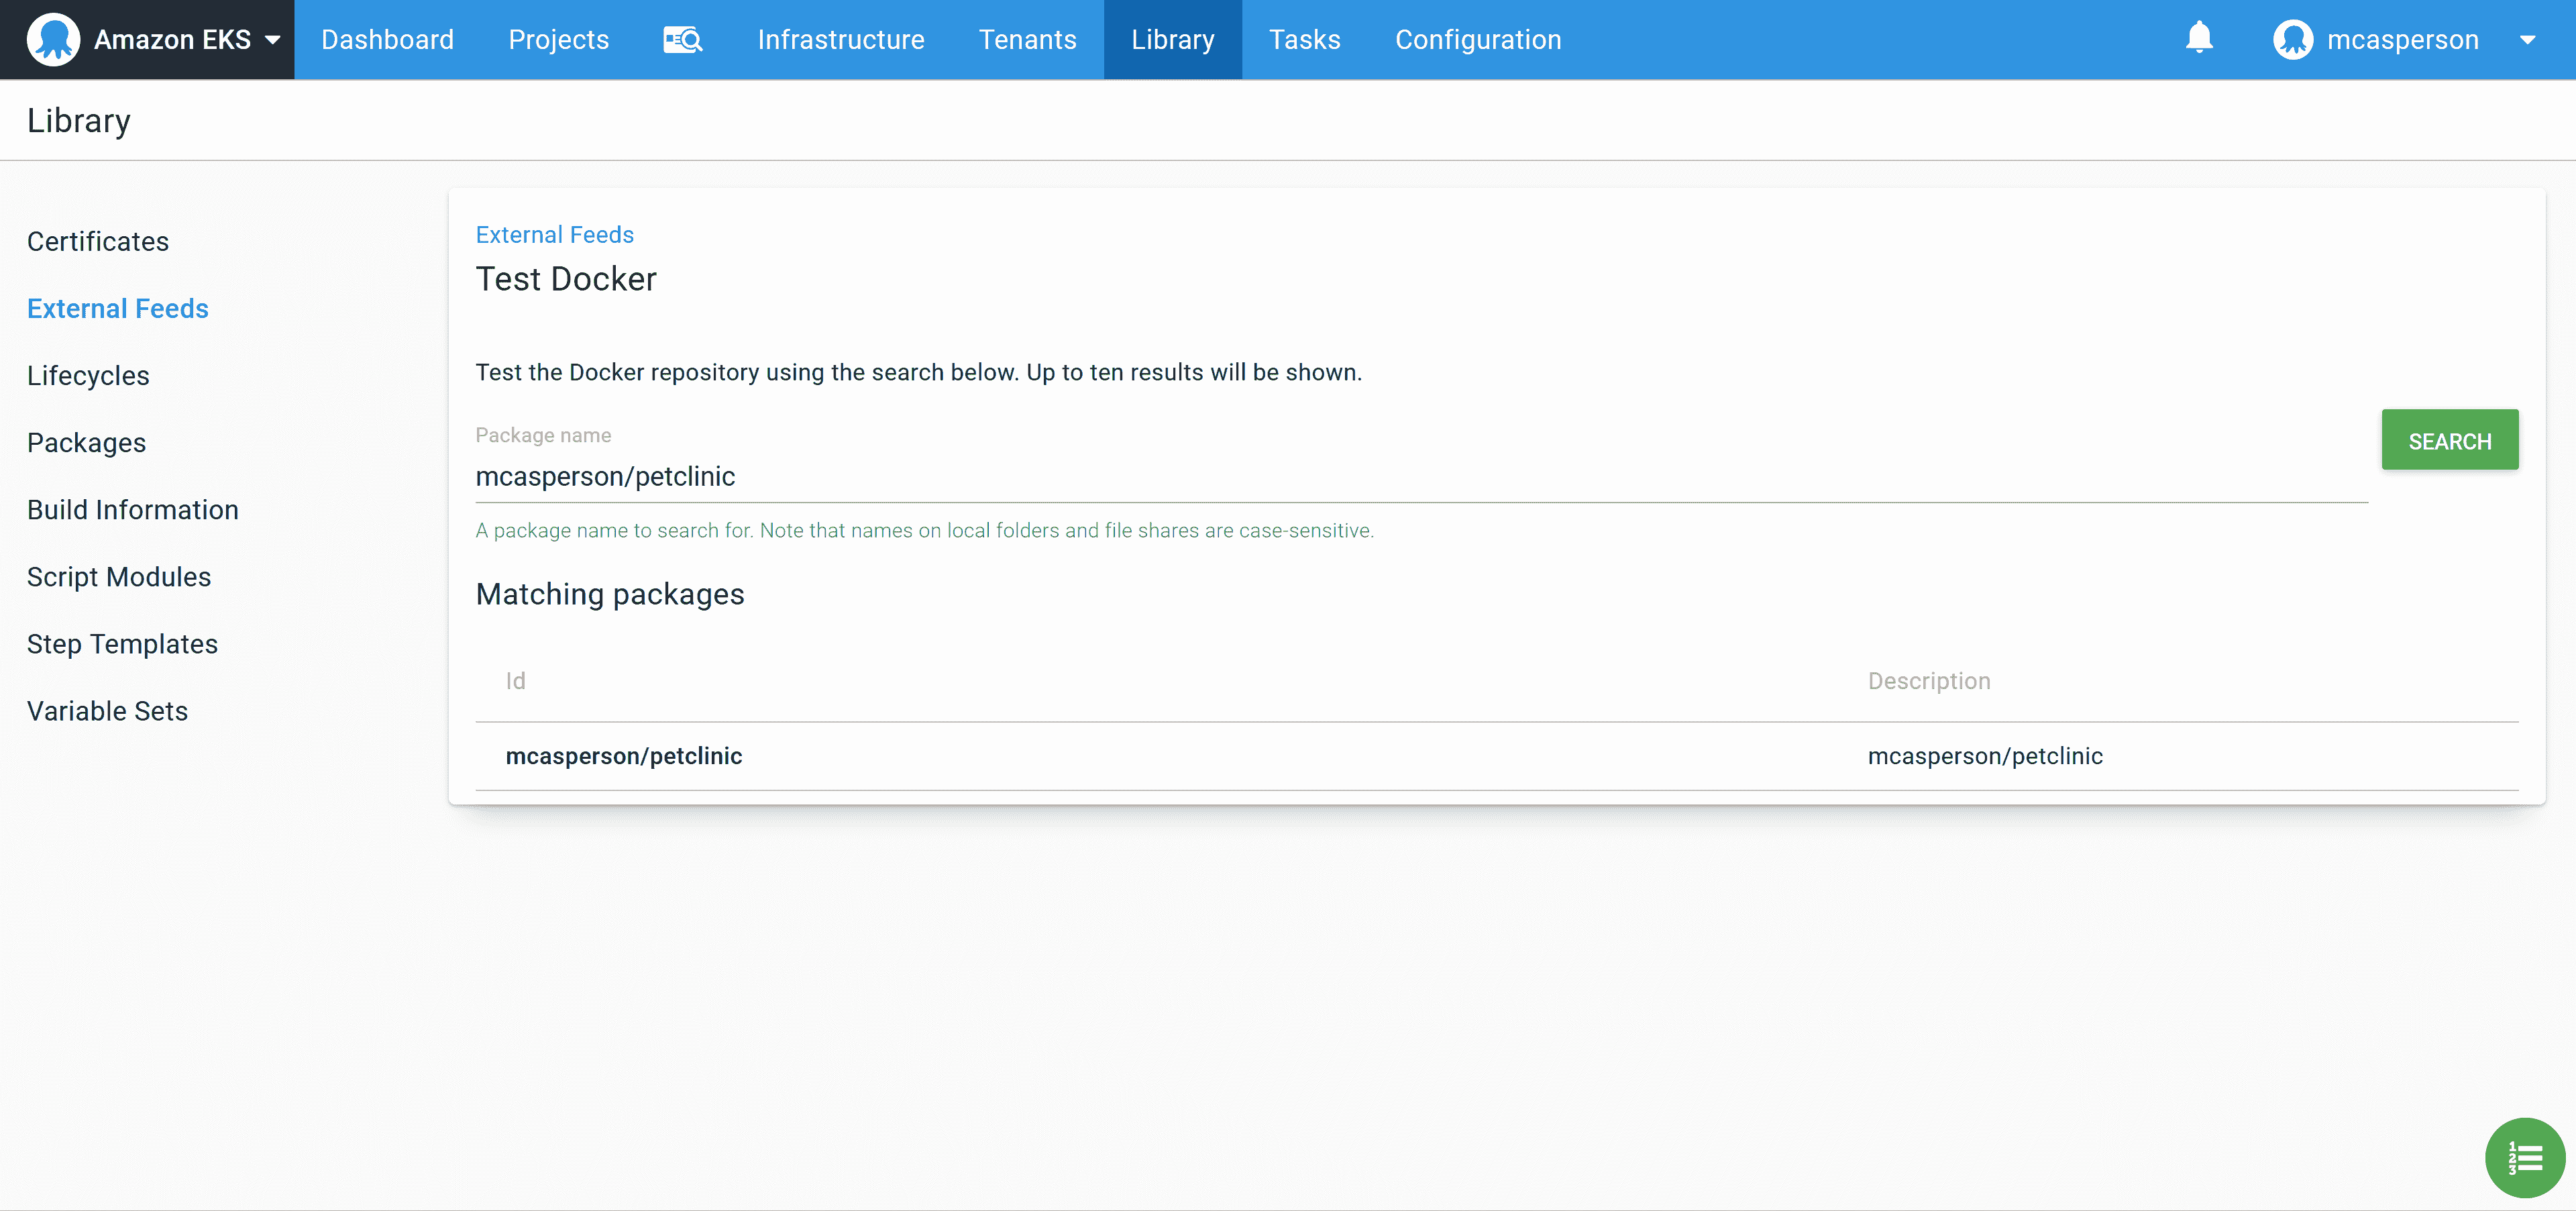 Amazon EKS
Dashboard
Projects
Infrastructure
Tenants
Library
Tasks
Configuration
mcasperson
Library
Certificates
External Feeds
Lifecycles
Packages
Build Information
Script Modules
Step Templates
Variable Sets
External Feeds
Test Docker
Test the Docker repository using the search below. Up to ten results will be shown.
Package name
mcasperson/petclinic
SEARCH
A package name to search for. Note that names on local folders and file shares are case-sensitive.
Matching packages
Id
Description
mcasperson/petclinic
mcasperson/petclinic
1
2
3